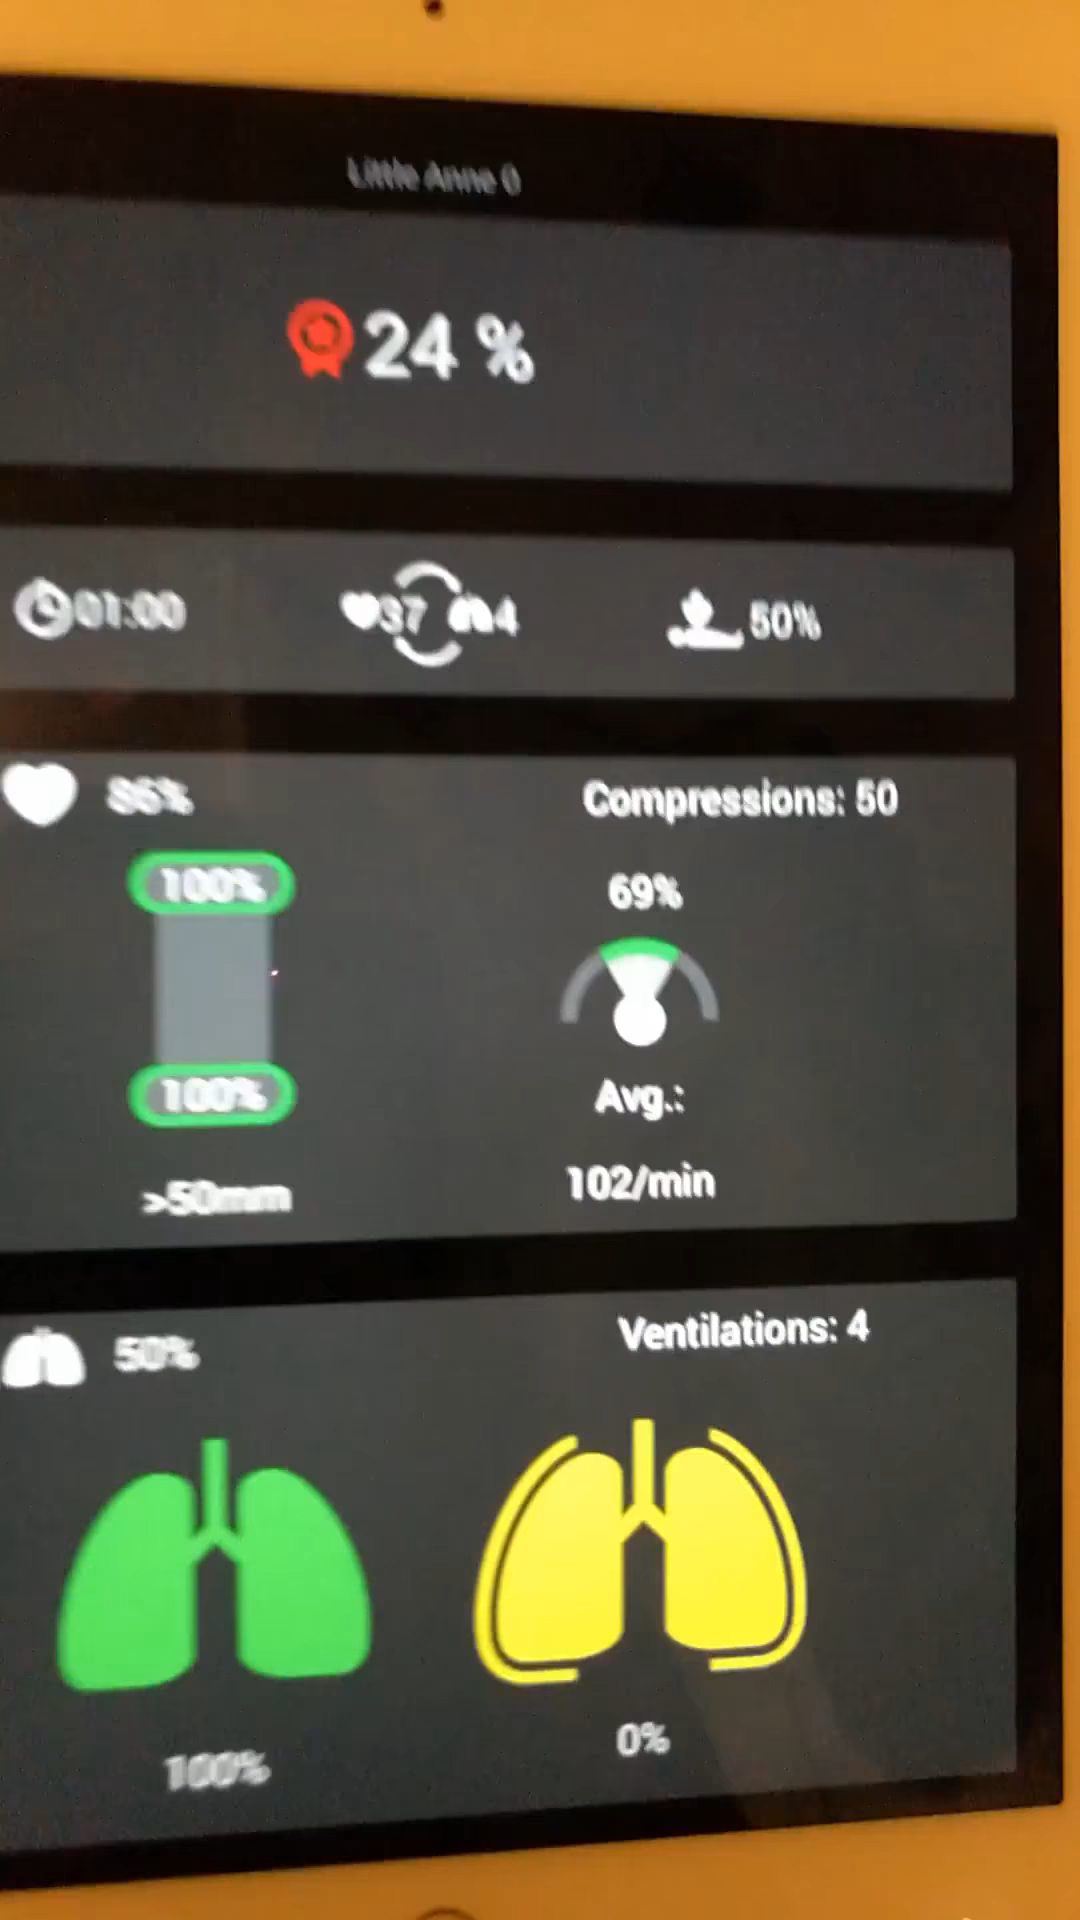 Little Anne 0
24 %
01:00 37 4 50%
86% Compressions: 50
100% 69%
100% Avg.:
>50mm 102/min
50% Ventilations: 4
100% 0%